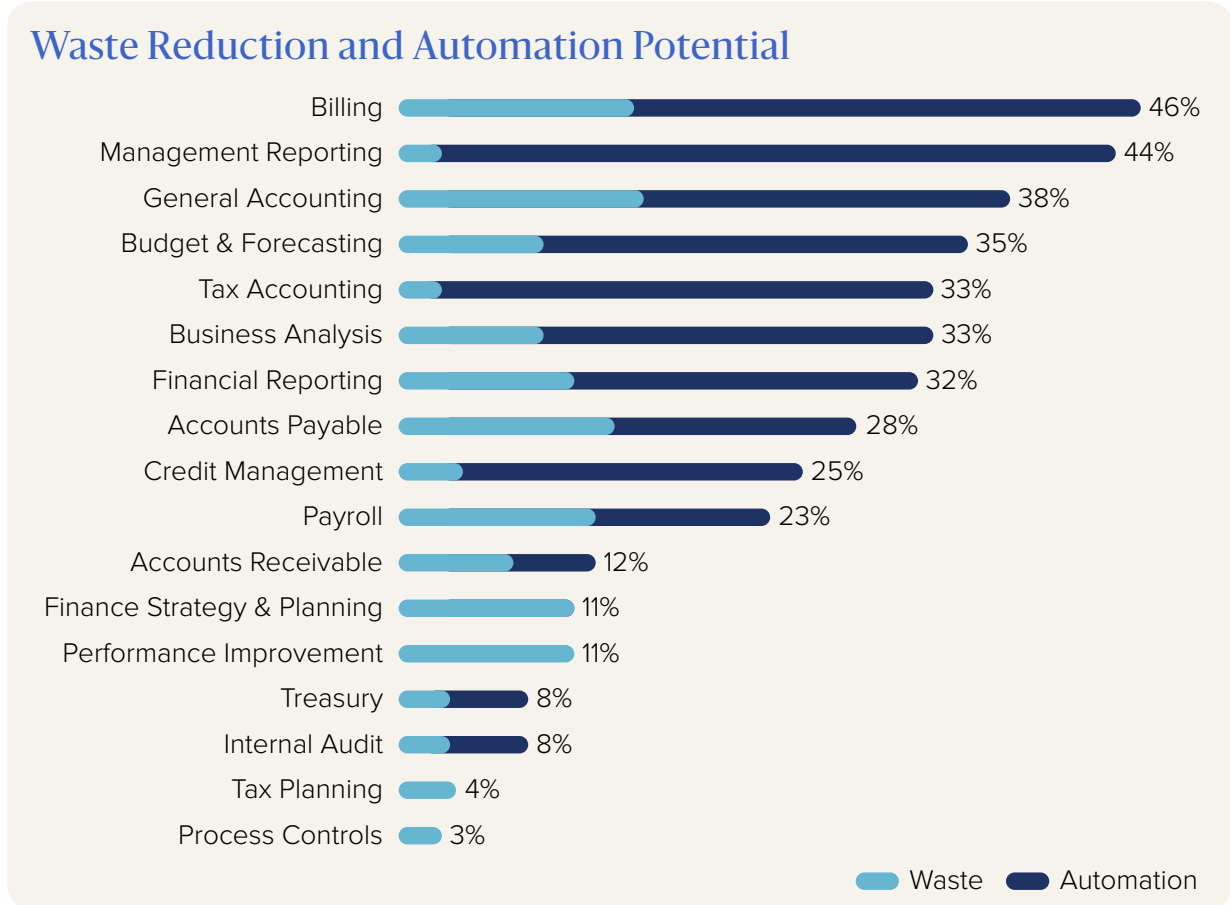 Waste Reduction and Automation Potential
Billing 46%
Management Reporting 44%
General Accounting 38%
Budget & Forecasting 35%
Tax Accounting 33%
Business Analysis 33%
Financial Reporting 32%
Accounts Payable 28%
Credit Management 25%
Payroll 23%
Accounts Receivable 12%
Finance Strategy & Planning 11%
Performance Improvement 11%
Treasury 8%
Internal Audit 8%
Tax Planning 4%
Process Controls 3%
Waste Automation